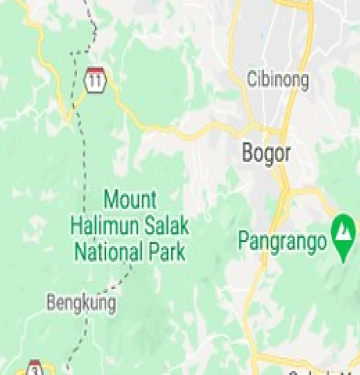 11
Cibinong
Bogor
Mount
Halimun Salak
National Park
Pangrango
Bengkung
3